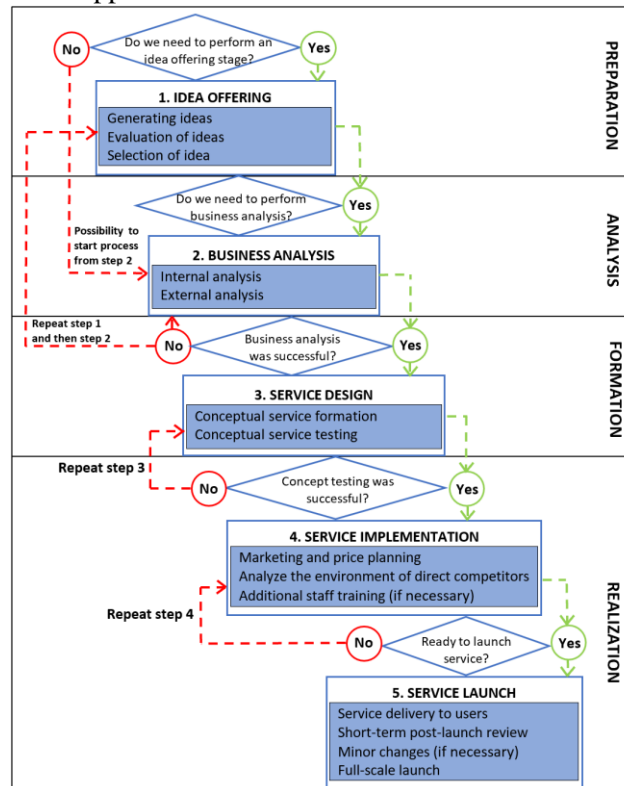 No
Do we need to perform an
idea offering stage?
Yes
PREPARATION
1. IDEA OFFERING
Generating ideas
Evaluation of ideas
Selection of idea
Do we need to perform
business analysis?
Yes
ANALYSIS
Possibility to
start process
from step 2
2. BUSINESS ANALYSIS
Internal analysis
External analysis
Repeat step 1
and then step 2
No
Business analysis
was successful?
Yes
FORMATION
3. SERVICE DESIGN
Conceptual service formation
Conceptual service testing
Repeat step 3
No
Concept testing was
successful?
Yes
4. SERVICE IMPLEMENTATION
Marketing and price planning
Analyze the environment of direct competitors
Additional staff training (if necessary)
REALIZATION
Repeat step 4
No
Ready to launch
service?
Yes
5. SERVICE LAUNCH
Service delivery to users
Short-term post-launch review
Minor changes (if necessary)
Full-scale launch